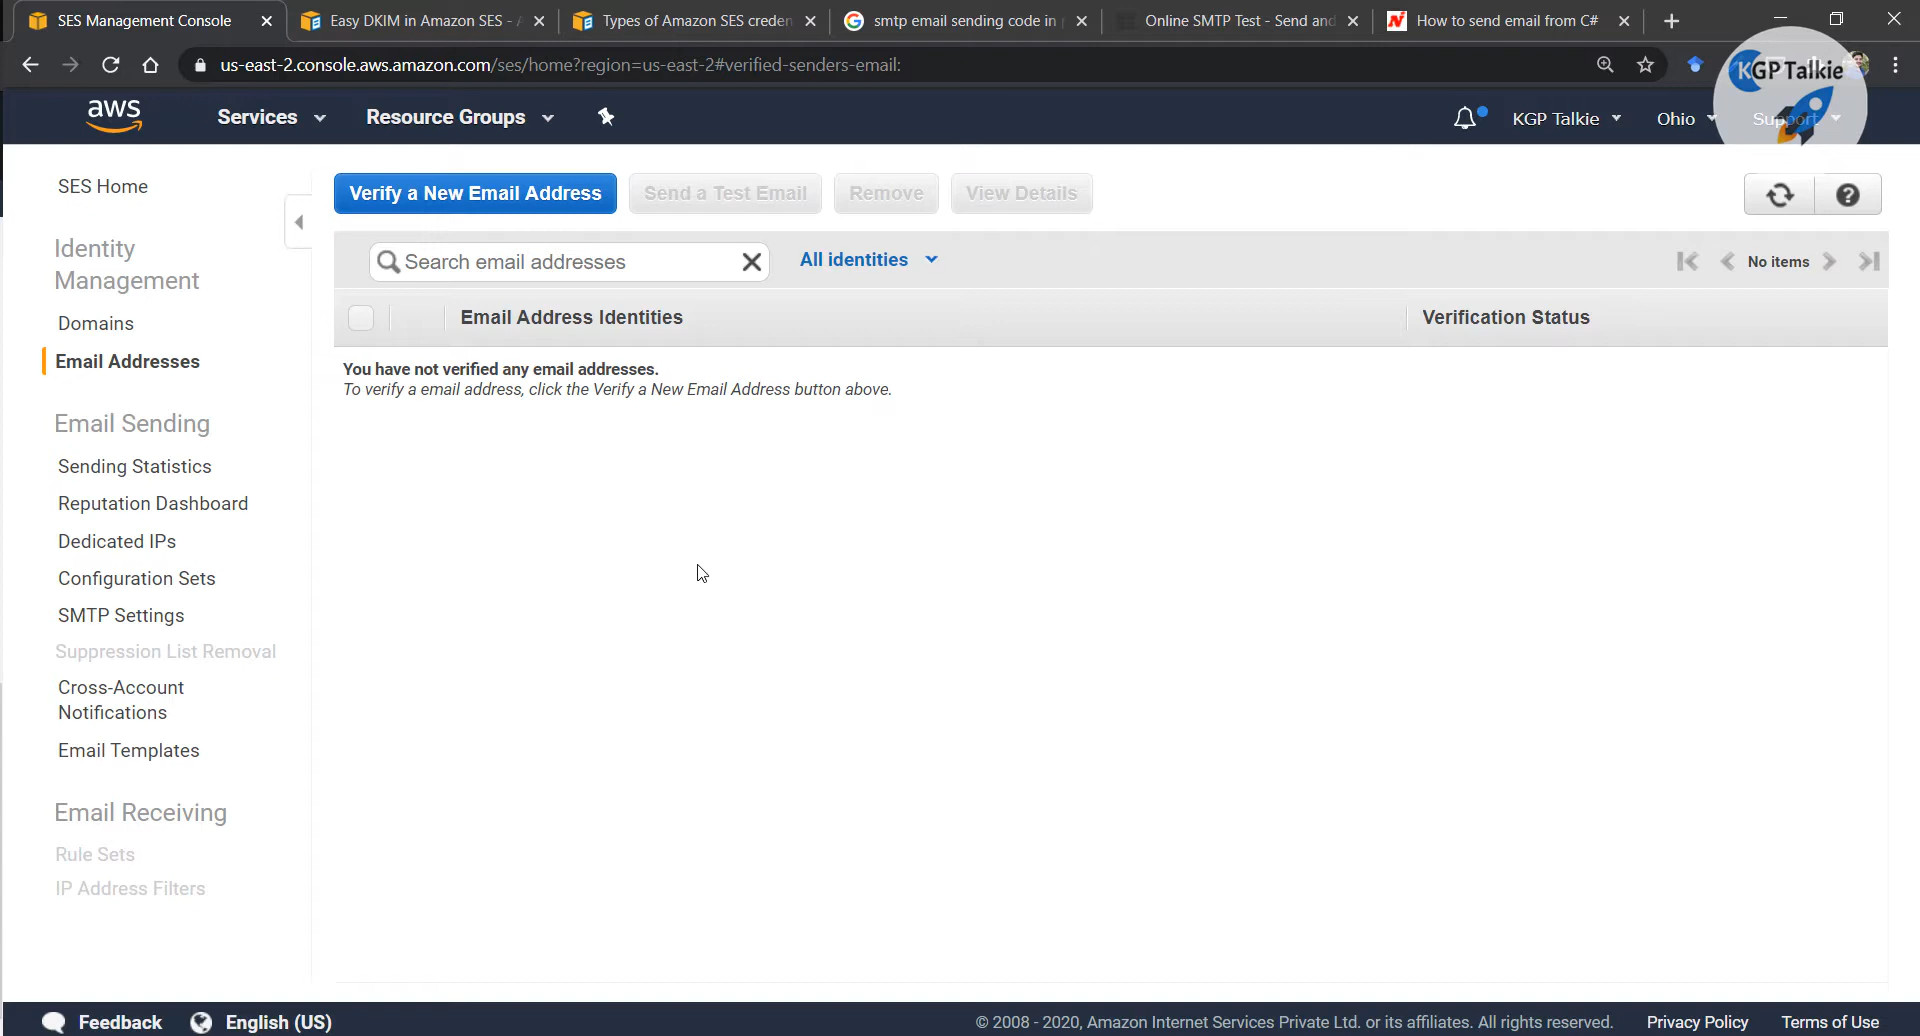 SES Management Console
Easy DKIM in Amazon SES -
Types of Amazon SES creden
smtp email sending code in
Online SMTP Test - Send and
How to send email from C#
us-east-2.console.aws.amazon.com/ses/home?region=us-east-2#verified-senders-email:
KGPTalkie
aws
Services
Resource Groups
KGP Talkie
Ohio
Support
SES Home
Identity
Management
Domains
Email Addresses
Email Sending
Sending Statistics
Reputation Dashboard
Dedicated IPs
Configuration Sets
SMTP Settings
Suppression List Removal
Cross-Account
Notifications
Email Templates
Email Receiving
Rule Sets
IP Address Filters
Verify a New Email Address
Send a Test Email
Remove
View Details
Search email addresses
All identities
No items
Email Address Identities
Verification Status
You have not verified any email addresses.
To verify a email address, click the Verify a New Email Address button above.
Feedback
English (US)
© 2008 - 2020, Amazon Internet Services Private Ltd. or its affiliates. All rights reserved.
Privacy Policy
Terms of Use